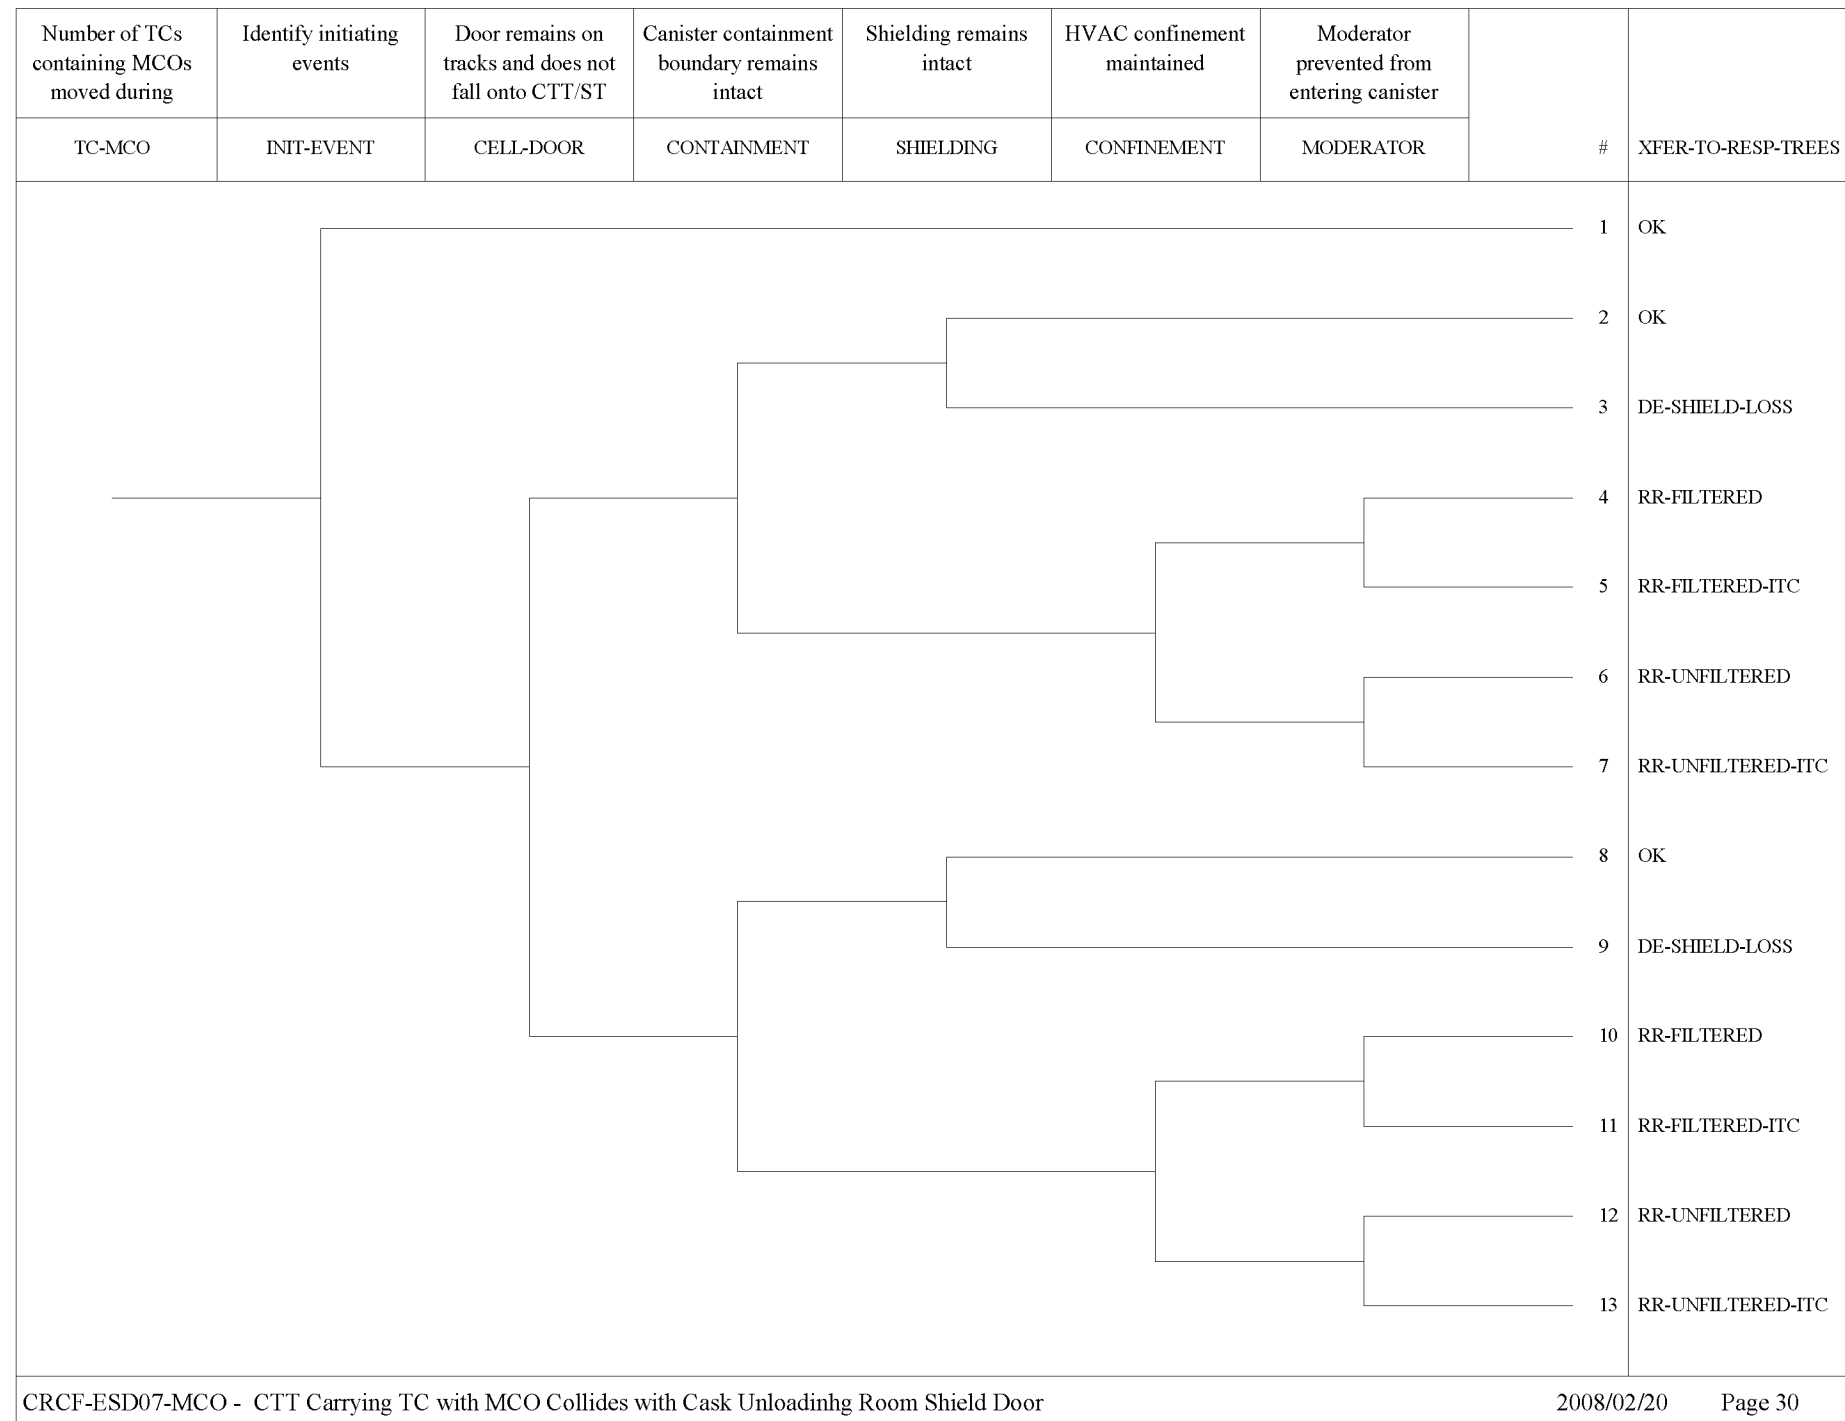 Number of TCs
containing MCOs
moved during
Identify initiating
events
Door remains on
tracks and does not
fall onto CTT/ST
Canister containment
boundary remains
intact
Shielding remains
intact
HVAC confinement
maintained
Moderator
prevented from
entering canister
TC-MCO
INIT-EVENT
CELL-DOOR
CONTAINMENT
SHIELDING
CONFINEMENT
MODERATOR
#
XFER-TO-RESP-TREES
1 OK
2 OK
3 DE-SHIELD-LOSS
4 RR-FILTERED
5 RR-FILTERED-ITC
6 RR-UNFILTERED
7 RR-UNFILTERED-ITC
8 OK
9 DE-SHIELD-LOSS
10 RR-FILTERED
11 RR-FILTERED-ITC
12 RR-UNFILTERED
13 RR-UNFILTERED-ITC
CRCF-ESD07-MCO - CTT Carrying TC with MCO Collides with Cask Unloadinhg Room Shield Door
2008/02/20 Page 30